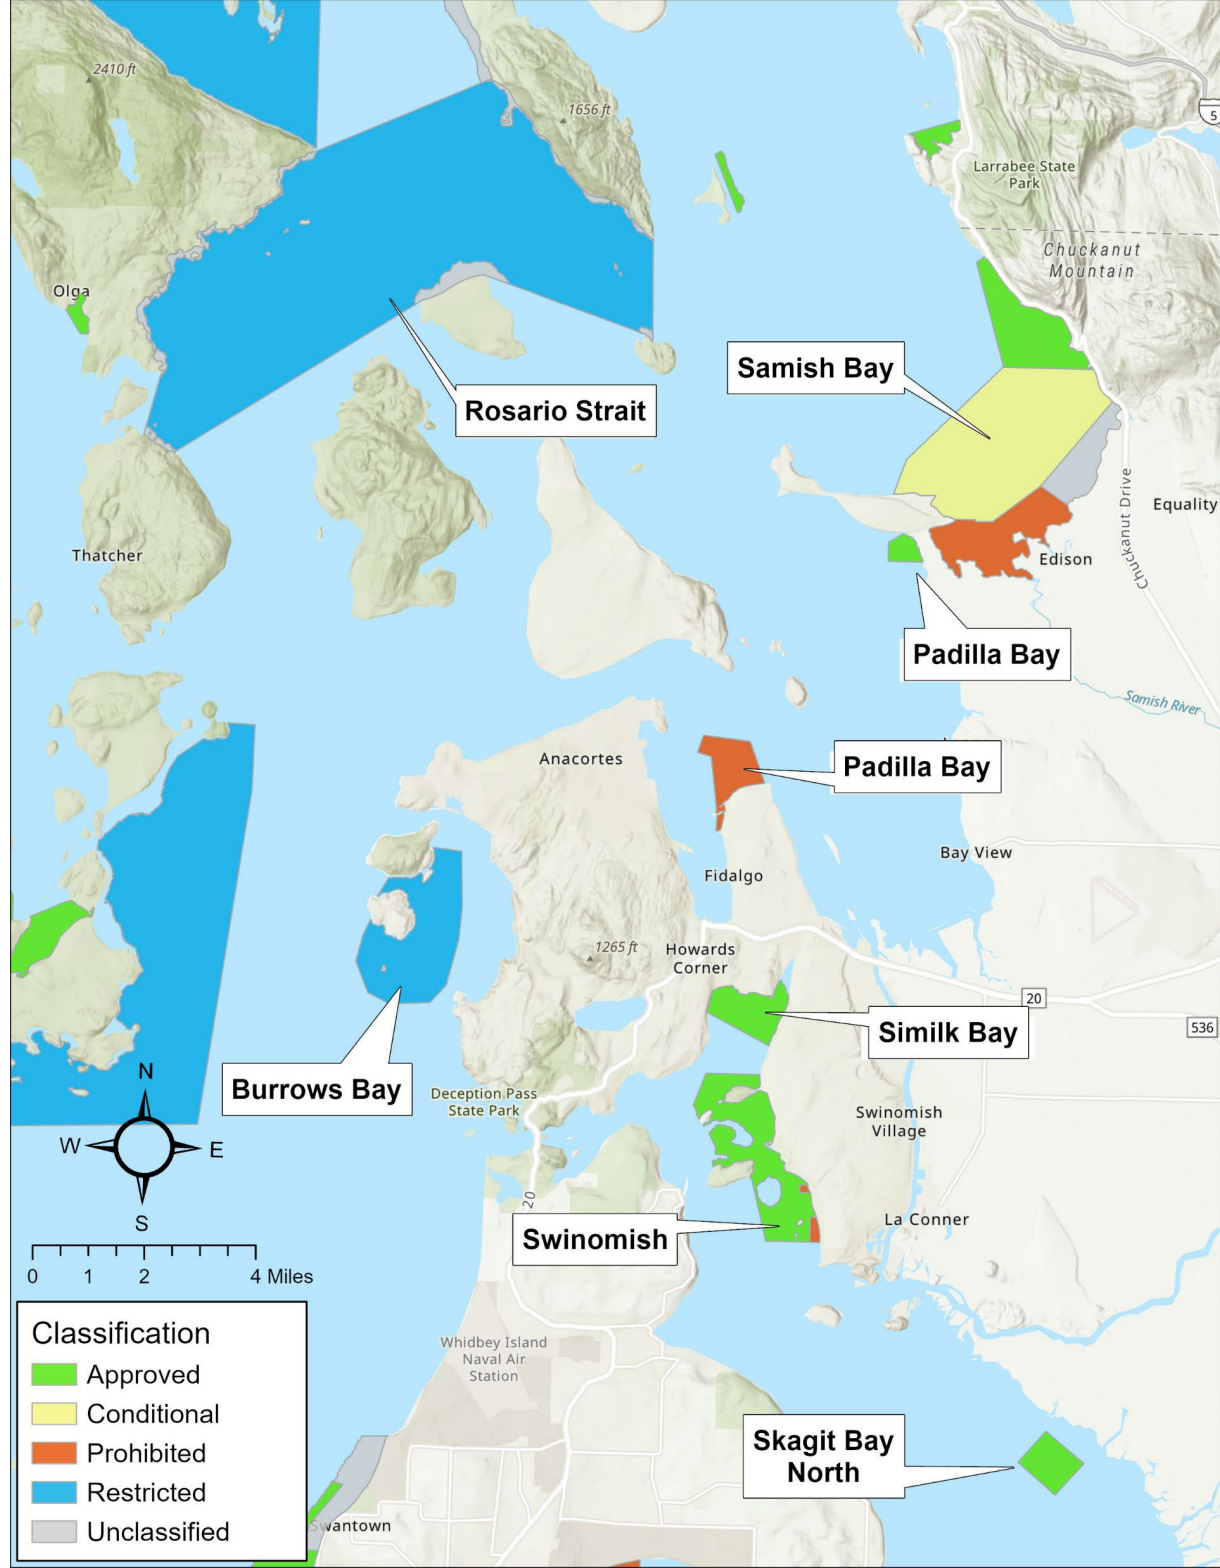 2410 ft
1656 ft
5
Larrabee State
Park
Chuckanut
Mountain
Olga
Samish Bay
Rosario Strait
Chuckanut Drive
Equality
Thatcher
Edison
Padilla Bay
Samish River
Anacortes
Padilla Bay
Bay View
Fidalgo
1265 ft
Howards
Corner
20
536
Similk Bay
Burrows Bay
Deception Pass
State Park
N
W
E
S
Swinomish
Village
20
La Conner
Swinomish
0 1 2 4 Miles
Classification
Approved
Conditional
Prohibited
Restricted
Unclassified
Whidbey Island
Naval Air
Station
Skagit Bay
North
Swantown